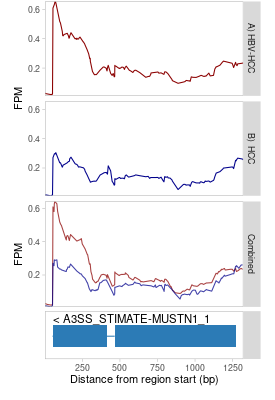 0.6
0.4
0.2
FPM
A) HBV-HCC
0.6
0.4
0.2
B) HCC
0.6
0.4
0.2
FPM
Combined
< A3SS_STIMATE-MUSTN1_1
250 500 750 1000 1250
Distance from region start (bp)